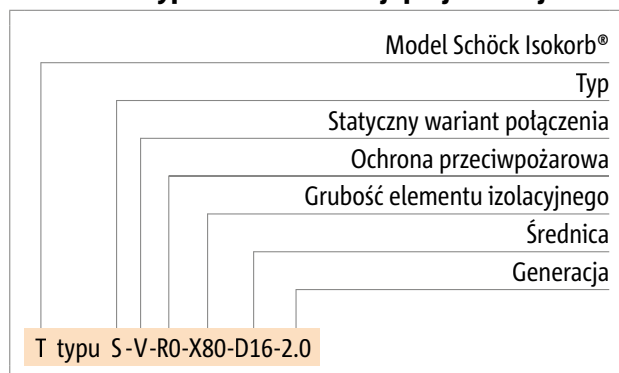 Model Schöck Isokorb®
Typ
Statyczny wariant połączenia
Ochrona przeciwpożarowa
Grubość elementu izolacyjnego
Średnica
Generacja
T typu S-V-R0-X80-D16-2.0